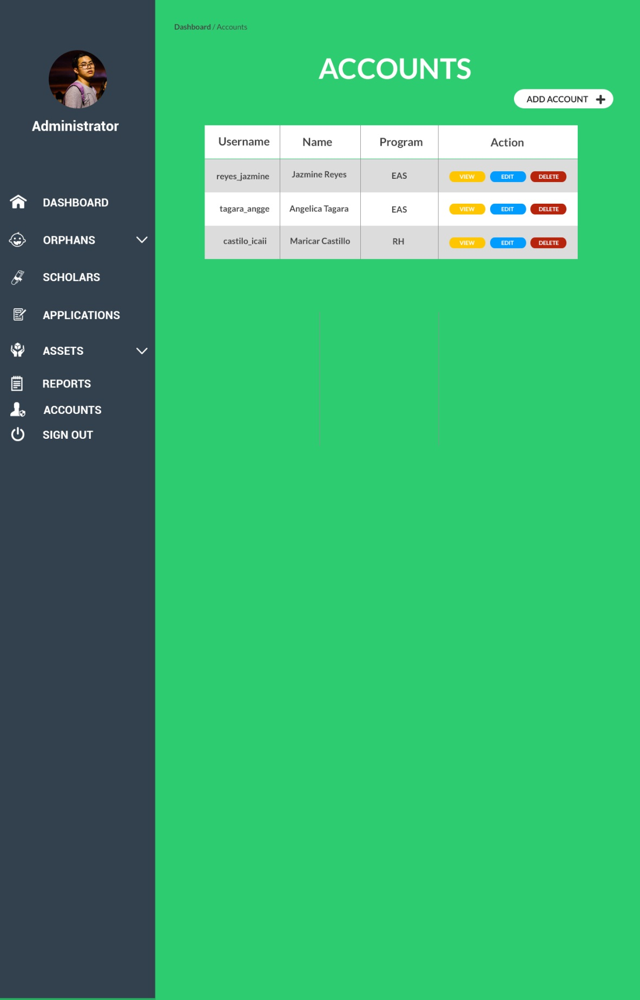 Dashboard / Accounts
ACCOUNTS
ADD ACCOUNT
Administrator
DASHBOARD
ORPHANS
SCHOLARS
APPLICATIONS
ASSETS
REPORTS
ACCOUNTS
SIGN OUT
Username Name Program Action
reyes_jazmine Jazmine Reyes EAS VIEW EDIT DELETE
tagara_angge Angelica Tagara EAS VIEW EDIT DELETE
castilo_icaii Maricar Castillo RH VIEW EDIT DELETE